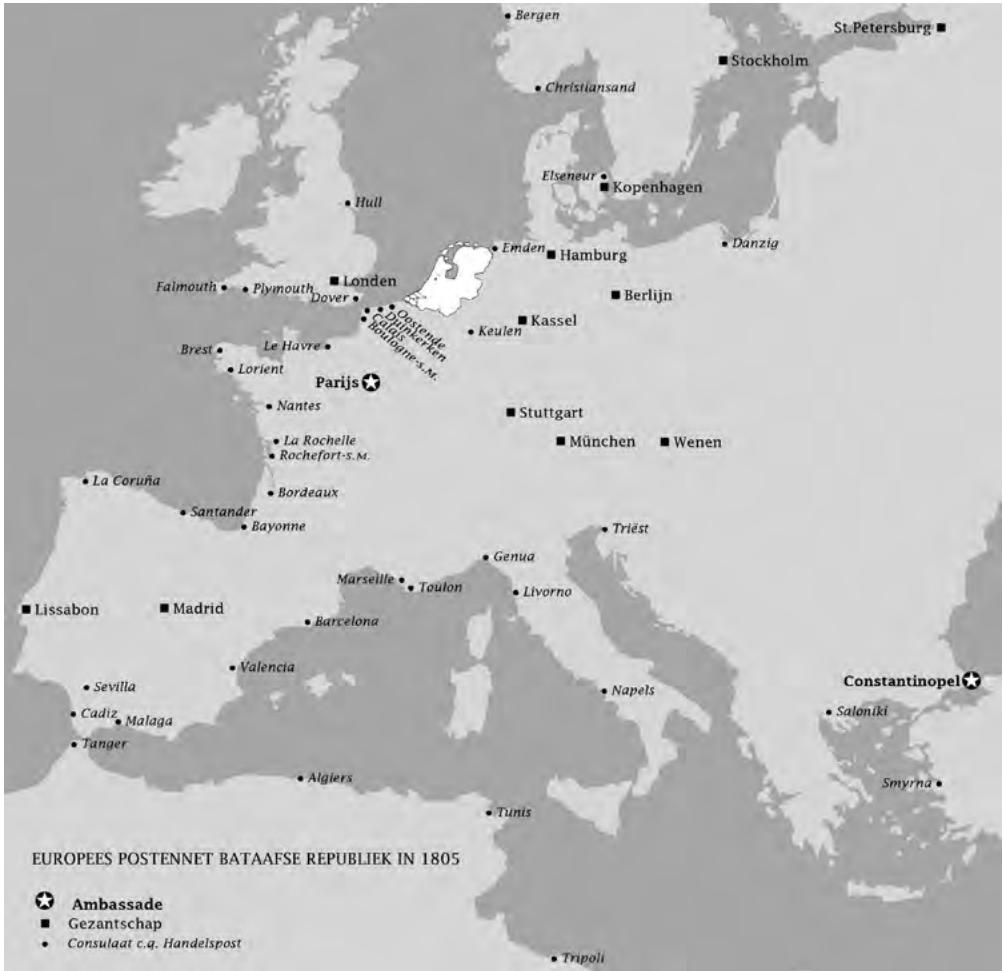 Bergen
St.Petersburg
Stockholm
Christiansand
Elseneur
Kopenhagen
Hull
Danzig
Emden
Hamburg
Londen
Falmouth
Plymouth
Dover
Berlijn
Oostende
Duinkerken
Calais
Boulogne-s.M.
Kassel
Keulen
Le Havre
Brest
Lorient
Parijs
Nantes
Stuttgart
La Rochelle
München
Wenen
Rochefort-s.M.
La Coruña
Bordeaux
Santander
Bayonne
Triëst
Genua
Marseille
Toulon
Livorno
Lissabon
Madrid
Barcelona
Valencia
Constantinopel
Sevilla
Napels
Cadiz
Malaga
Saloniki
Tanger
Algiers
Smyrna
Tunis
EUROPEES POSTENNET BATAAFSE REPUBLIEK IN 1805
Ambassade
Gezantschap
Consulaat c.q. Handelspost
Tripoli